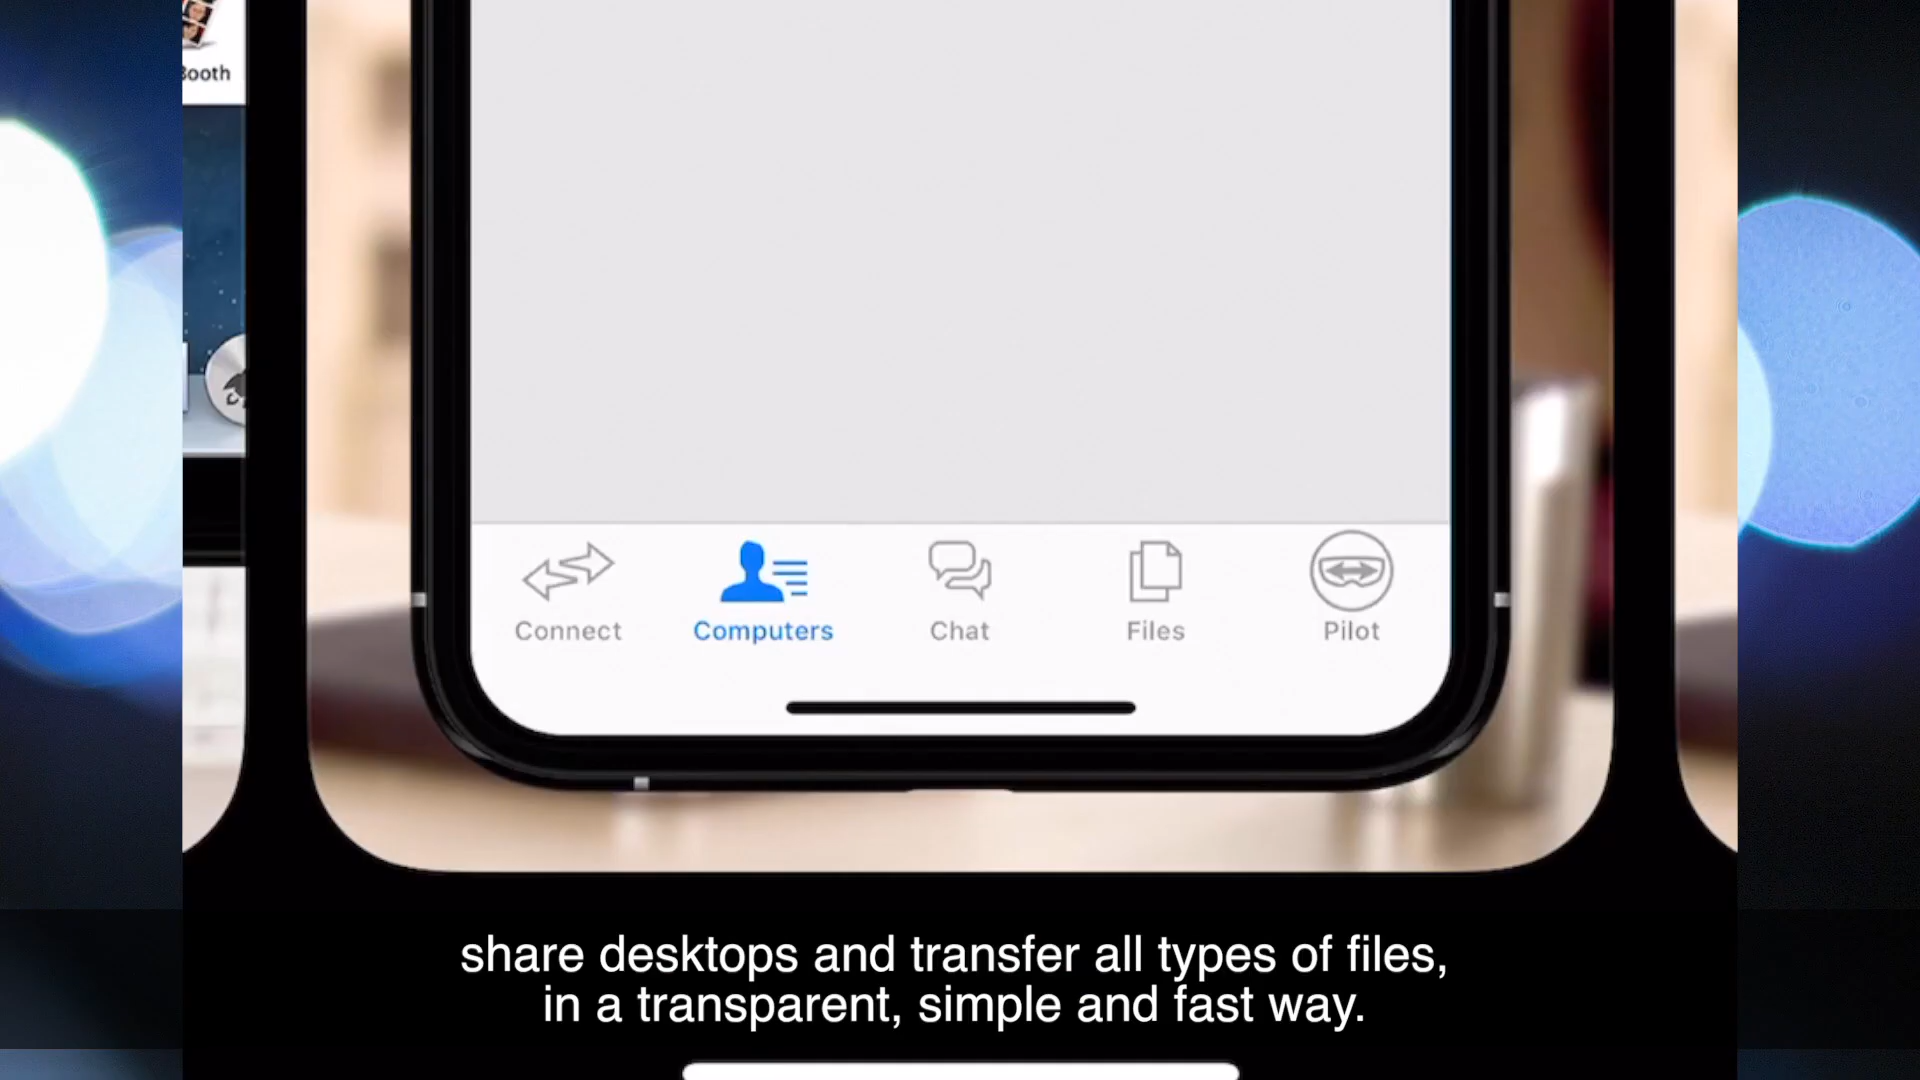 Booth
Connect
Computers
Chat
Files
Pilot
share desktops and transfer all types of files,
in a transparent, simple and fast way.